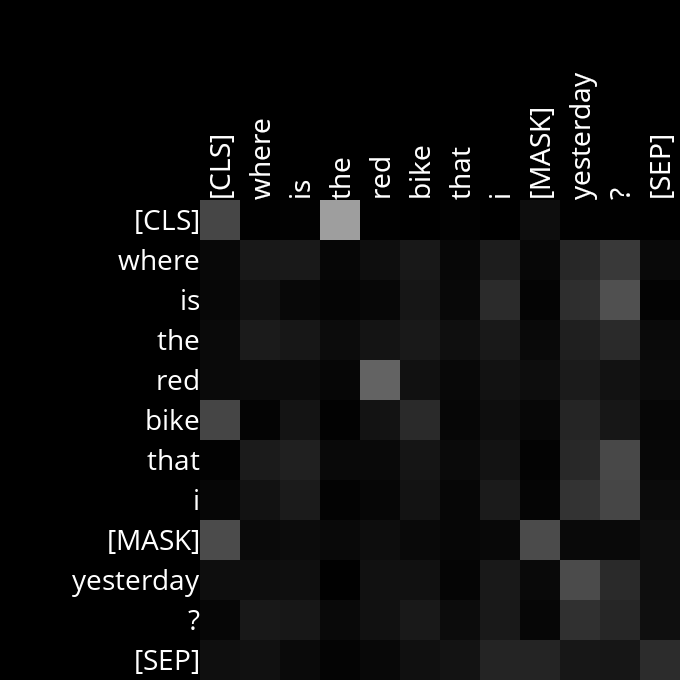 [CLS] where is the red bike that i [MASK] yesterday ? [SEP]
[CLS]
where
is
the
red
bike
that
i
[MASK]
yesterday
?
[SEP]